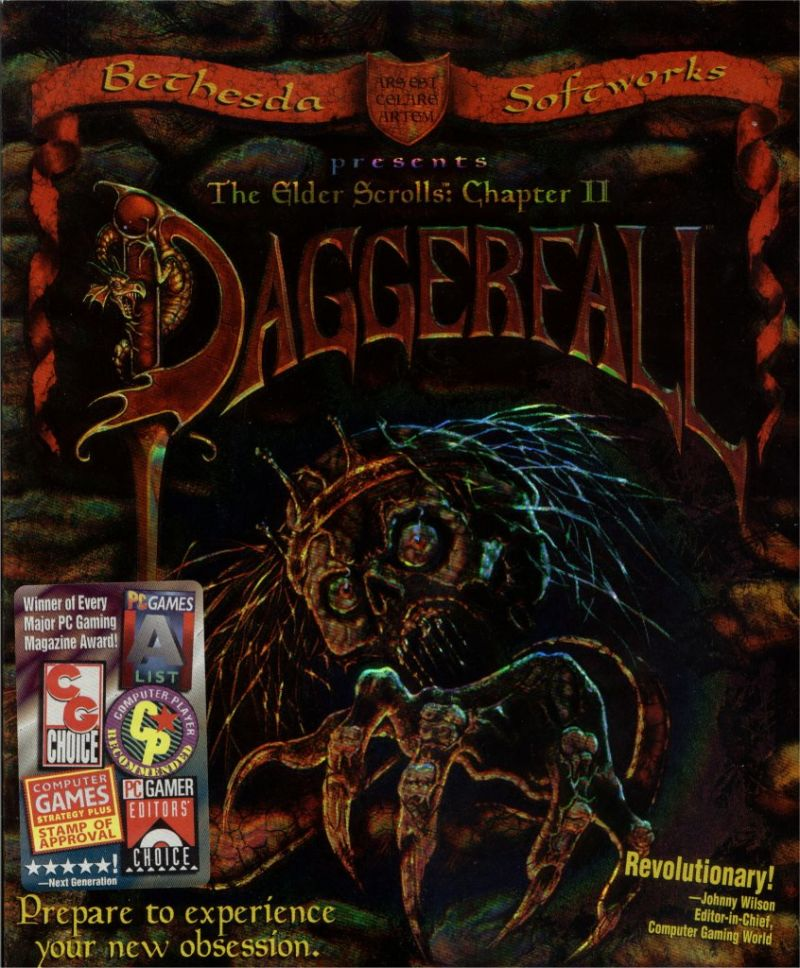 Bethesda Softworks
ARS EST
CELARE
ARTEM
presents
The Elder Scrolls: Chapter II
DAGGERFALL
Winner of Every
Major PC Gaming
Magazine Award!
PC GAMES
A
LIST
CG
CHOICE
COMPUTER PLAYER
CP
RECOMMENDED
COMPUTER
GAMES
STRATEGY PLUS
STAMP OF
APPROVAL
PC GAMER
EDITORS'
CHOICE
★★★★★!
—Next Generation
Prepare to experience
your new obsession.
Revolutionary!
—Johnny Wilson
Editor-in-Chief,
Computer Gaming World